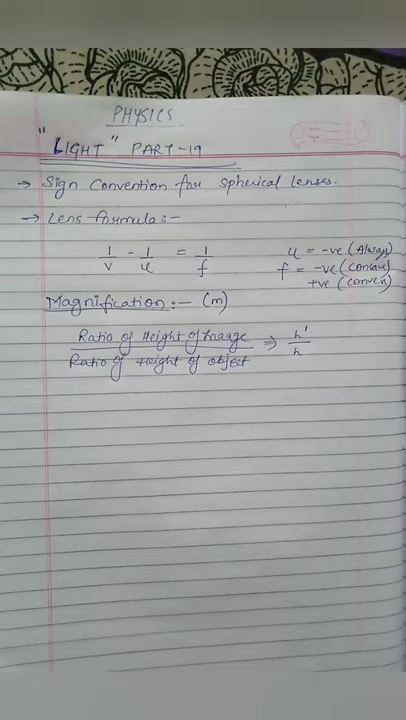 PHYSICS
"LIGHT" PART-19
→ Sign Convention for spherical lenses.
→ Lens formula:-
1/v - 1/u = 1/f
u = -ve (Always)
f = -ve (Concave)
+ve (Convex)
Magnification:- (m)
Ratio of Height of Image / Ratio of Height of object ⇒ h'/h